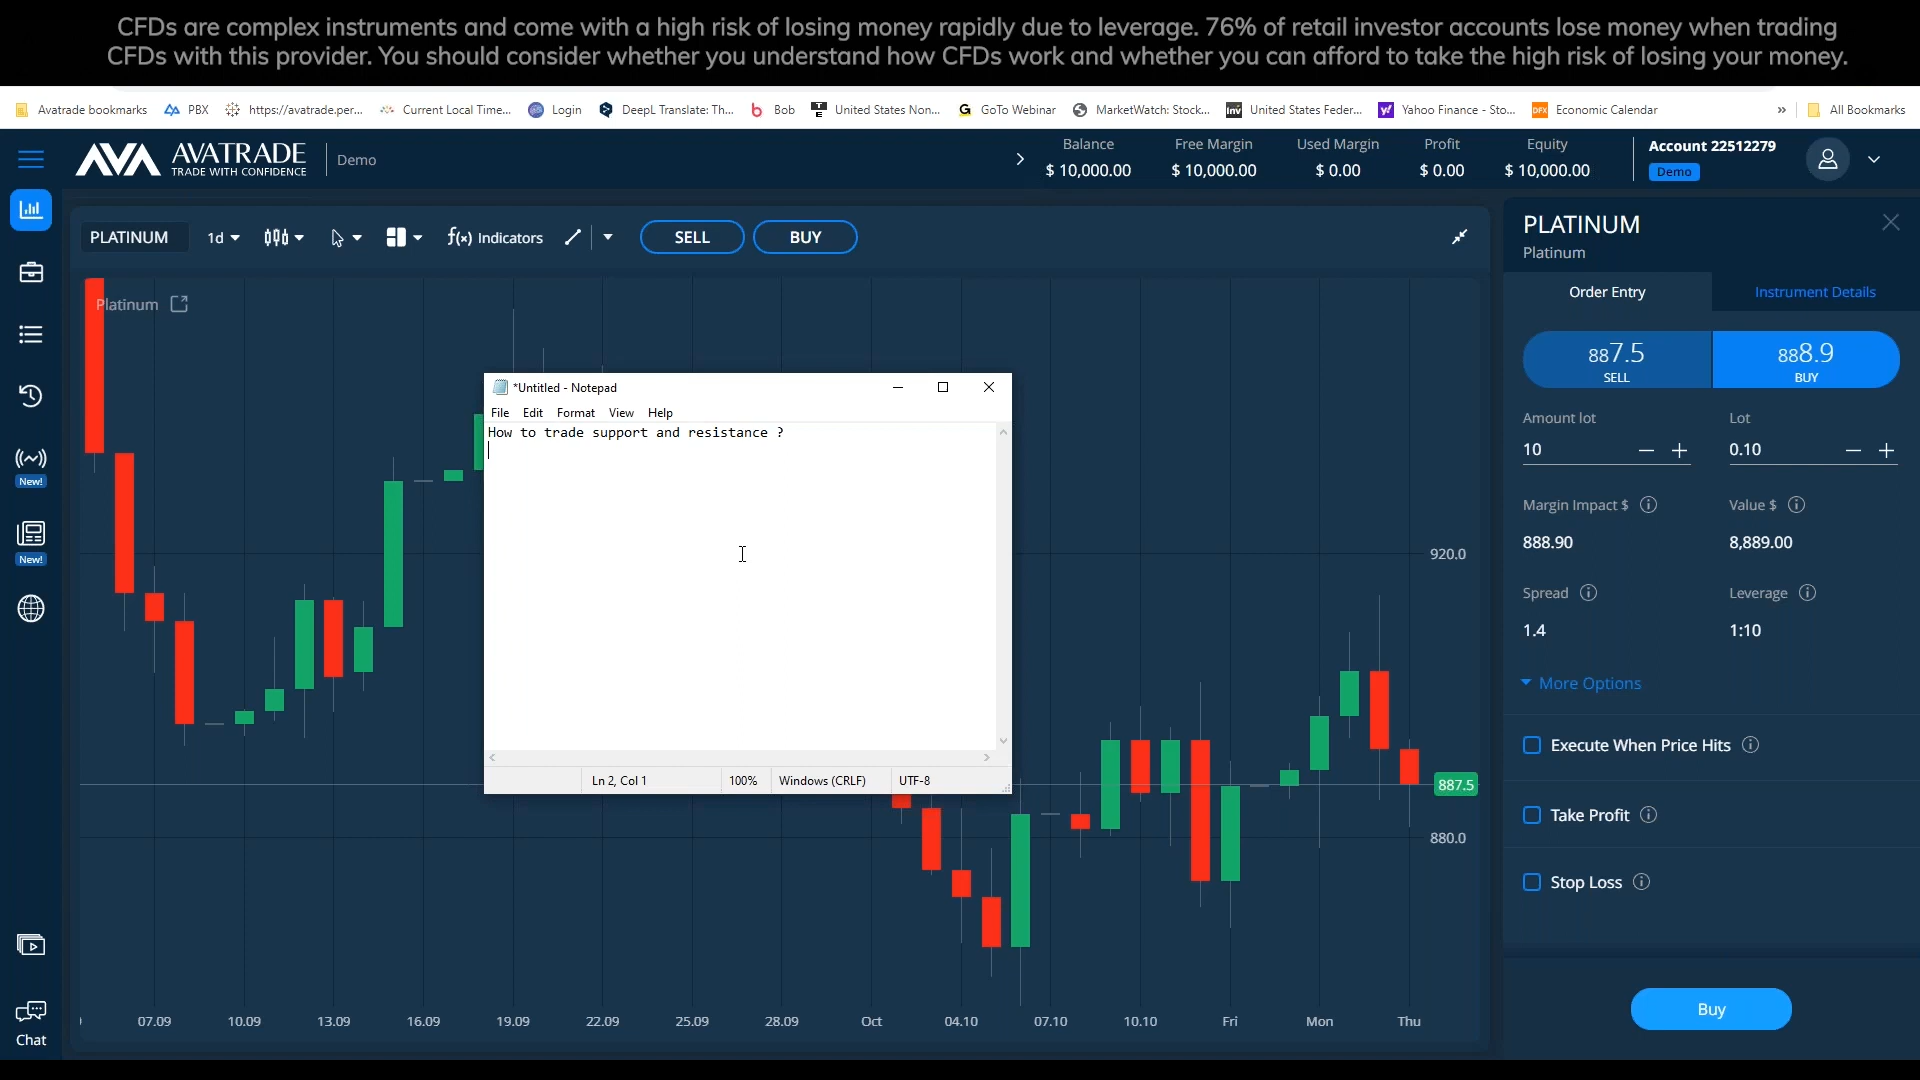 CFDs are complex instruments and come with a high risk of losing money rapidly due to leverage. 76% of retail investor accounts lose money when trading
CFDs with this provider. You should consider whether you understand how CFDs work and whether you can afford to take the high risk of losing your money.
Avatrade bookmarks PBX https://avatrade.per... Current Local Time... Login DeepL Translate: Th... Bob United States Non... GoTo Webinar MarketWatch: Stock... United States Feder... Yahoo Finance - Sto... Economic Calendar » All Bookmarks
AVA AVATRADE Demo
TRADE WITH CONFIDENCE
Balance Free Margin Used Margin Profit Equity
$ 10,000.00 $ 10,000.00 $ 0.00 $ 0.00 $ 10,000.00
Account 22512279
Demo
PLATINUM 1d f(x) Indicators SELL BUY
Platinum
*Untitled - Notepad
File Edit Format View Help
How to trade support and resistance ?
Ln 2, Col 1 100% Windows (CRLF) UTF-8
920.0
887.5
880.0
07.09 10.09 13.09 16.09 19.09 22.09 25.09 28.09 Oct 04.10 07.10 10.10 Fri Mon Thu
New!
New!
Chat
PLATINUM
Platinum
Order Entry Instrument Details
887.5 888.9
SELL BUY
Amount lot Lot
10 0.10
Margin Impact $ Value $
888.90 8,889.00
Spread Leverage
1.4 1:10
More Options
Execute When Price Hits
Take Profit
Stop Loss
Buy